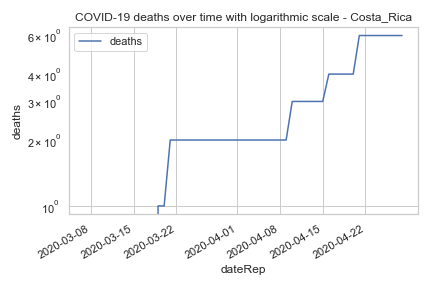 COVID-19 deaths over time with logarithmic scale - Costa_Rica
deaths
6 × 10⁰
4 × 10⁰
3 × 10⁰
2 × 10⁰
10⁰
deaths
2020-03-08
2020-03-15
2020-03-22
2020-04-01
2020-04-08
2020-04-15
2020-04-22
dateRep